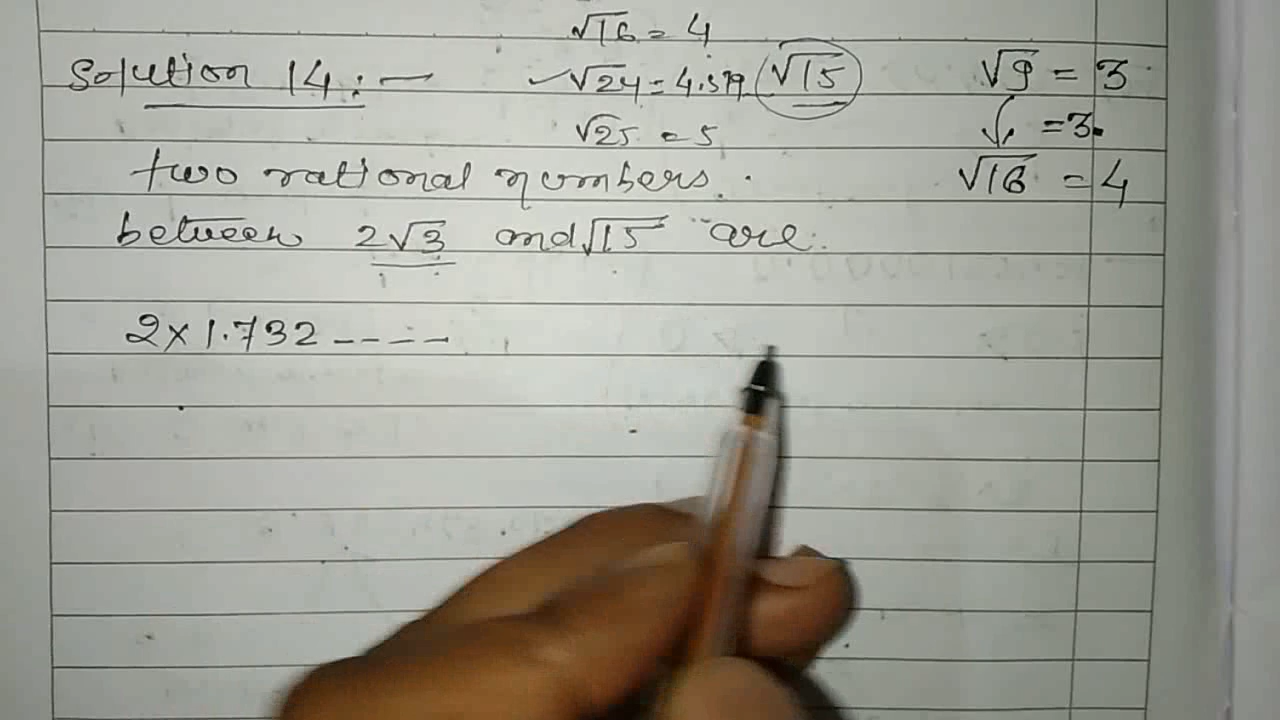 √16 = 4
Solution 14:- √24 = 4. √15 √9 = 3
√25 = 5 √ = 3.
two rational numbers. √16 = 4
between 2√3 and √15 are.
2 × 1.732 ----